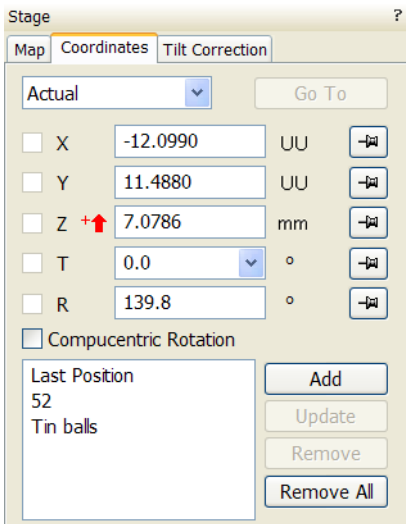 Stage ?
Map Coordinates Tilt Correction
Actual Go To
X -12.0990 UU
Y 11.4880 UU
Z + 7.0786 mm
T 0.0 °
R 139.8 °
Compucentric Rotation
Last Position Add
52 Update
Tin balls Remove
Remove All